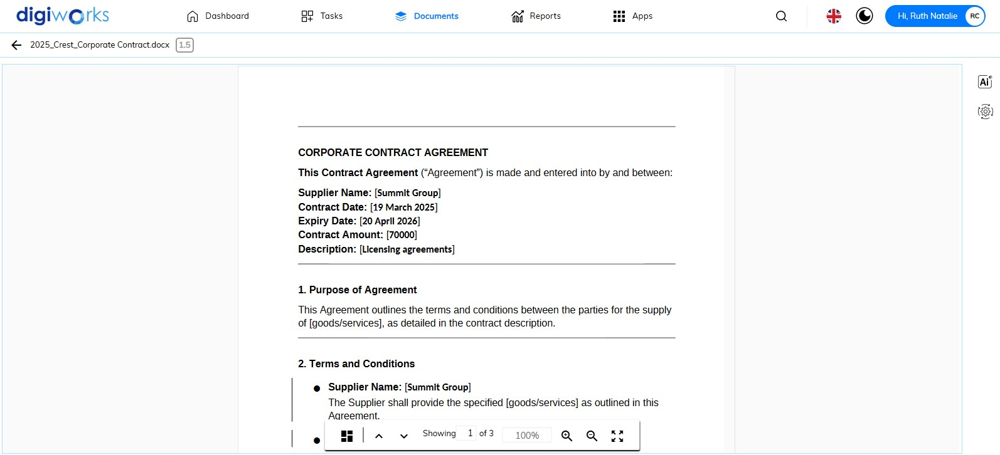 digiworks
Dashboard
Tasks
Documents
Reports
Apps
Hi, Ruth Natalie
RC
2025_Crest_Corporate Contract.docx
1.5
Ai
CORPORATE CONTRACT AGREEMENT
This Contract Agreement (“Agreement”) is made and entered into by and between:
Supplier Name: [Summit Group]
Contract Date: [19 March 2025]
Expiry Date: [20 April 2026]
Contract Amount: [70000]
Description: [Licensing agreements]
1. Purpose of Agreement
This Agreement outlines the terms and conditions between the parties for the supply
of [goods/services], as detailed in the contract description.
2. Terms and Conditions
● Supplier Name: [Summit Group]
The Supplier shall provide the specified [goods/services] as outlined in this
Agreement.
●
Showing 1 of 3
100%